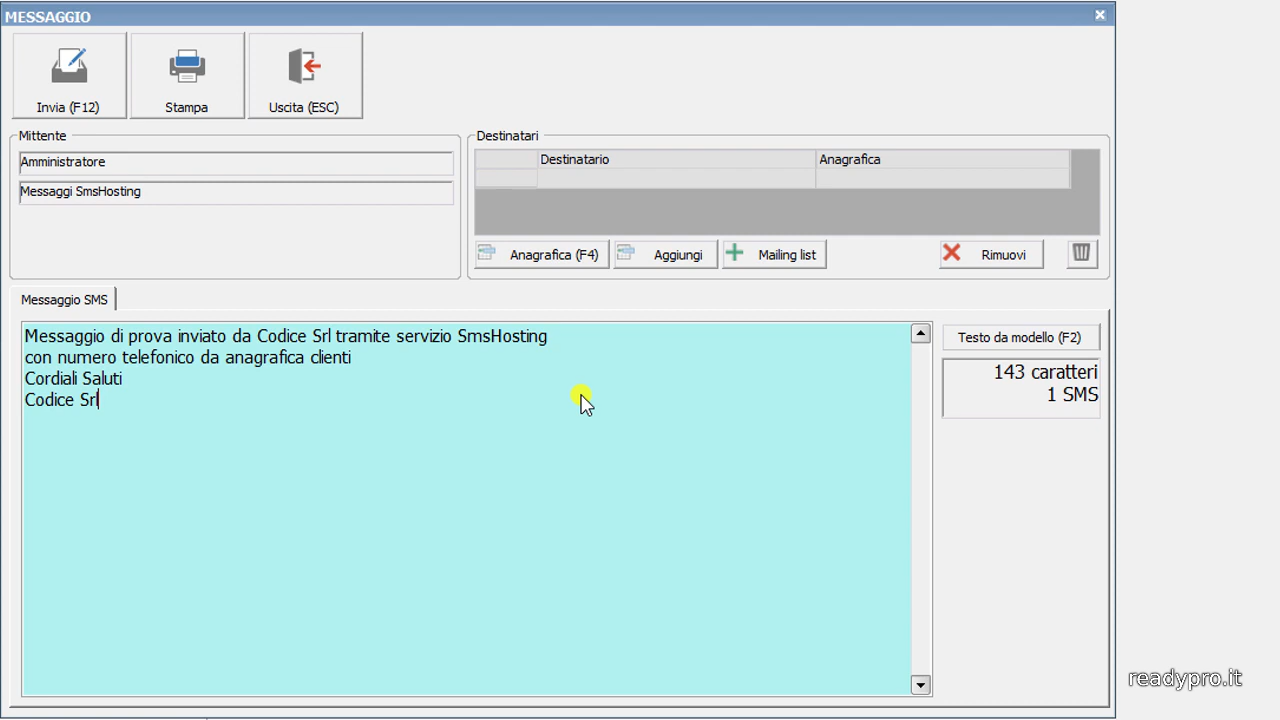 MESSAGGIO
Invia (F12)
Stampa
Uscita (ESC)
Mittente
Amministratore
Messaggi SmsHosting
Destinatari
Destinatario Anagrafica
Anagrafica (F4) Aggiungi Mailing list Rimuovi
Messaggio SMS
Messaggio di prova inviato da Codice Srl tramite servizio SmsHosting
con numero telefonico da anagrafica clienti
Cordiali Saluti
Codice Srl
Testo da modello (F2)
143 caratteri
1 SMS
readypro.it